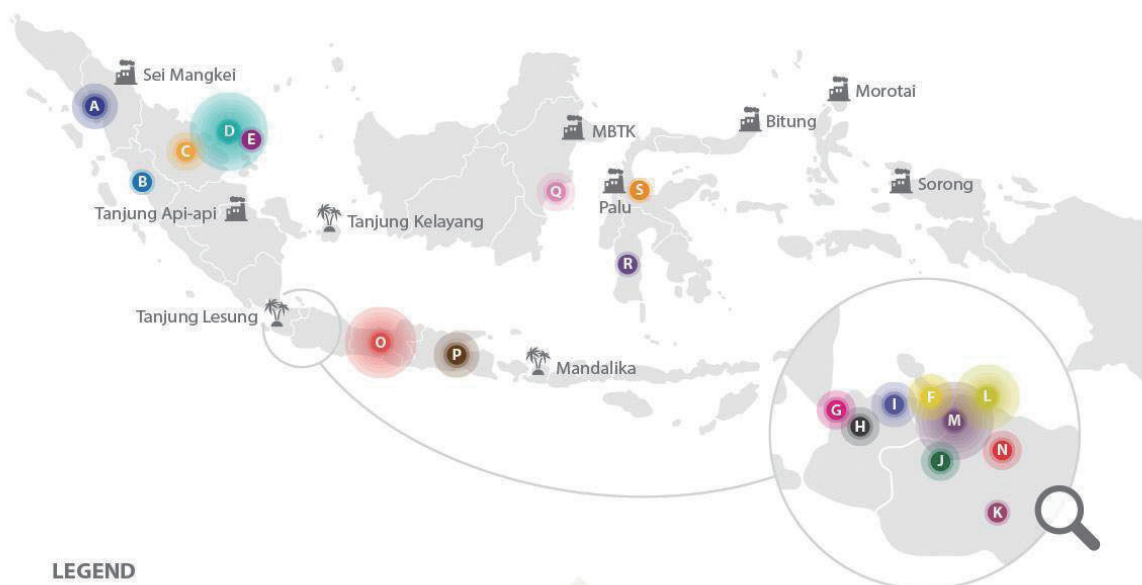 Morotai
Sei Mangkei
A
D
E
MBTK
Bitung
C
B
Q
S
Sorong
Palu
Tanjung Api-api
Tanjung Kelayang
R
Tanjung Lesung
O
P
Mandalika
G
I
F
L
H
M
J
N
K
LEGEND